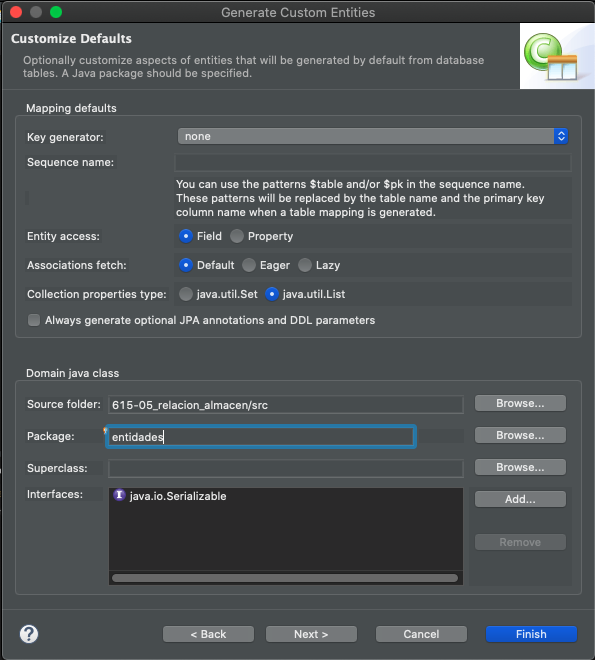 Generate Custom Entities
Customize Defaults
Optionally customize aspects of entities that will be generated by default from database
tables. A Java package should be specified.
Mapping defaults
Key generator: none
Sequence name:
You can use the patterns $table and/or $pk in the sequence name.
These patterns will be replaced by the table name and the primary key
column name when a table mapping is generated.
Entity access: Field Property
Associations fetch: Default Eager Lazy
Collection properties type: java.util.Set java.util.List
Always generate optional JPA annotations and DDL parameters
Domain java class
Source folder: 615-05_relacion_almacen/src Browse...
Package: entidades Browse...
Superclass: Browse...
Interfaces: java.io.Serializable Add...
Remove
? < Back Next > Cancel Finish